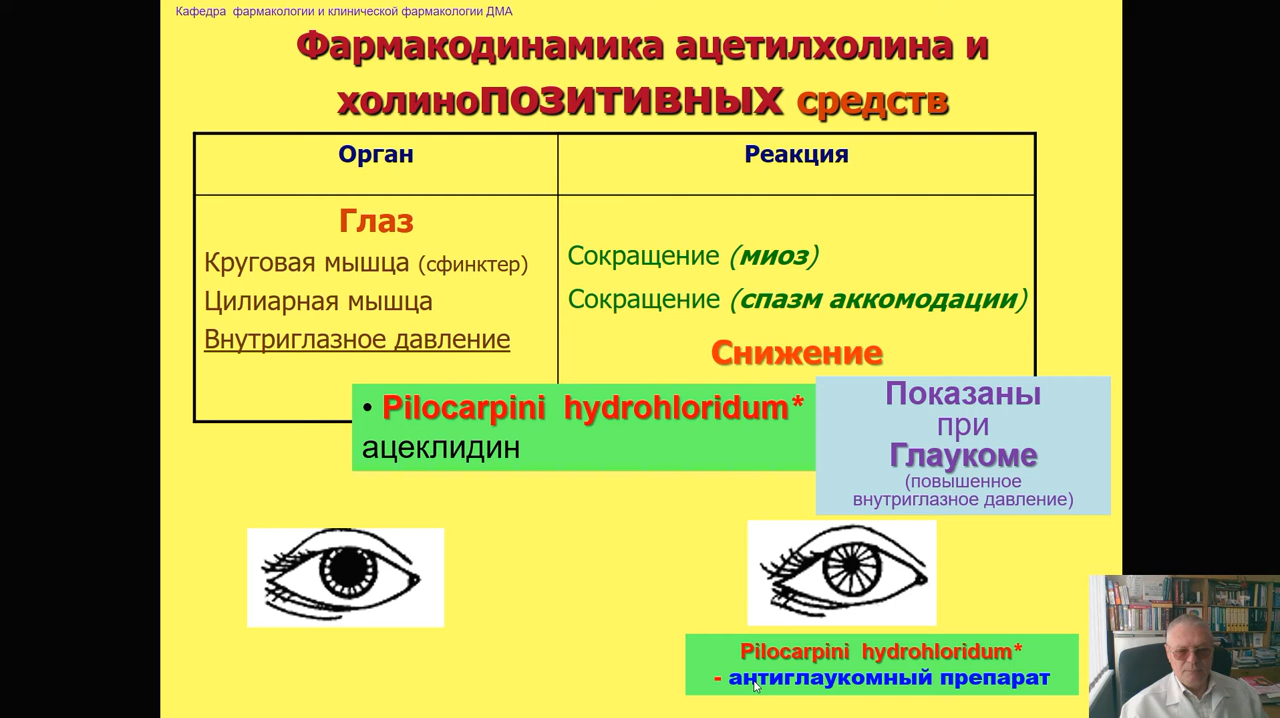 Кафедра фармакологии и клинической фармакологии ДМА
Фармакодинамика ацетилхолина и
холиноПОЗИТИВНЫХ средств
Орган
Реакция
Глаз
Круговая мышца (сфинктер)
Цилиарная мышца
Внутриглазное давление
Сокращение (миоз)
Сокращение (спазм аккомодации)
Снижение
• Pilocarpini hydrohloridum*
ацеклидин
Показаны
при
Глаукоме
(повышенное
внутриглазное давление)
Pilocarpini hydrohloridum*
- антиглаукомный препарат